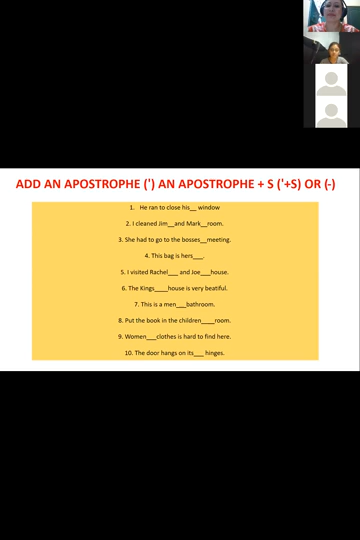 ADD AN APOSTROPHE (') AN APOSTROPHE + S ('+S) OR (-)
1. He ran to close his__ window
2. I cleaned Jim__and Mark__room.
3. She had to go to the bosses__meeting.
4. This bag is hers___.
5. I visited Rachel___ and Joe___house.
6. The Kings____house is very beatiful.
7. This is a men___bathroom.
8. Put the book in the children____room.
9. Women___clothes is hard to find here.
10. The door hangs on its___ hinges.